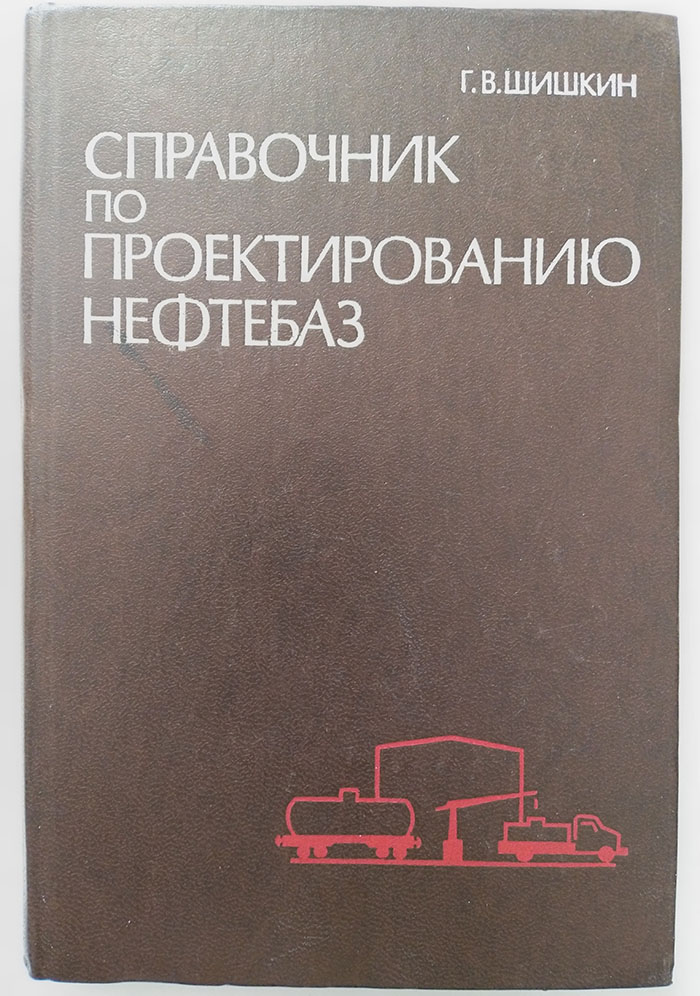 Г.В.ШИШКИН
СПРАВОЧНИК
ПО
ПРОЕКТИРОВАНИЮ
НЕФТЕБАЗ